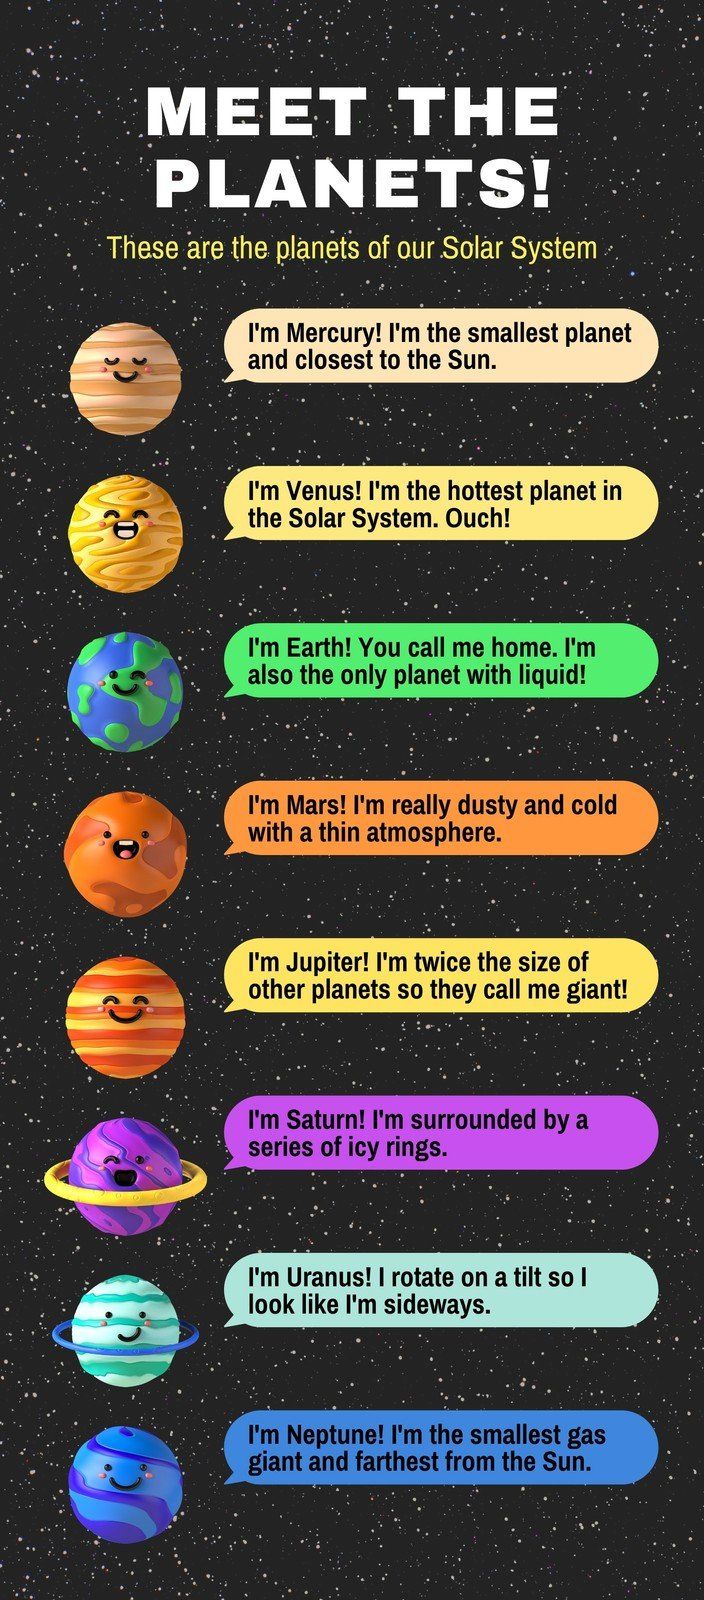 MEET THE
PLANETS!
These are the planets of our Solar System
I'm Mercury! I'm the smallest planet
and closest to the Sun.
I'm Venus! I'm the hottest planet in
the Solar System. Ouch!
I'm Earth! You call me home. I'm
also the only planet with liquid!
I'm Mars! I'm really dusty and cold
with a thin atmosphere.
I'm Jupiter! I'm twice the size of
other planets so they call me giant!
I'm Saturn! I'm surrounded by a
series of icy rings.
I'm Uranus! I rotate on a tilt so I
look like I'm sideways.
I'm Neptune! I'm the smallest gas
giant and farthest from the Sun.